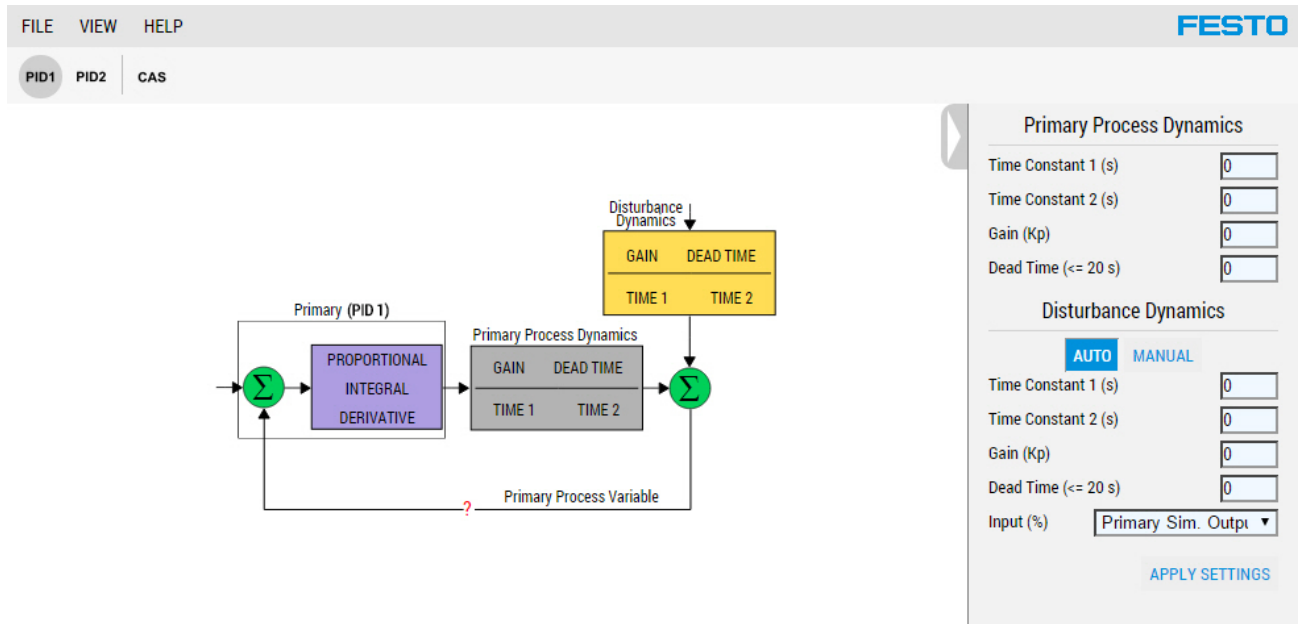 FILE VIEW HELP FESTO
PID1 PID2 CAS
Primary Process Dynamics
Time Constant 1 (s) 0
Time Constant 2 (s) 0
Gain (Kp) 0
Dead Time (<= 20 s) 0
Disturbance Dynamics
AUTO MANUAL
Time Constant 1 (s) 0
Time Constant 2 (s) 0
Gain (Kp) 0
Dead Time (<= 20 s) 0
Input (%) Primary Sim. Outpu
APPLY SETTINGS
Disturbance
Dynamics
GAIN DEAD TIME
TIME 1 TIME 2
Primary (PID 1)
Σ
PROPORTIONAL
INTEGRAL
DERIVATIVE
Primary Process Dynamics
GAIN DEAD TIME
TIME 1 TIME 2
Σ
Primary Process Variable
?